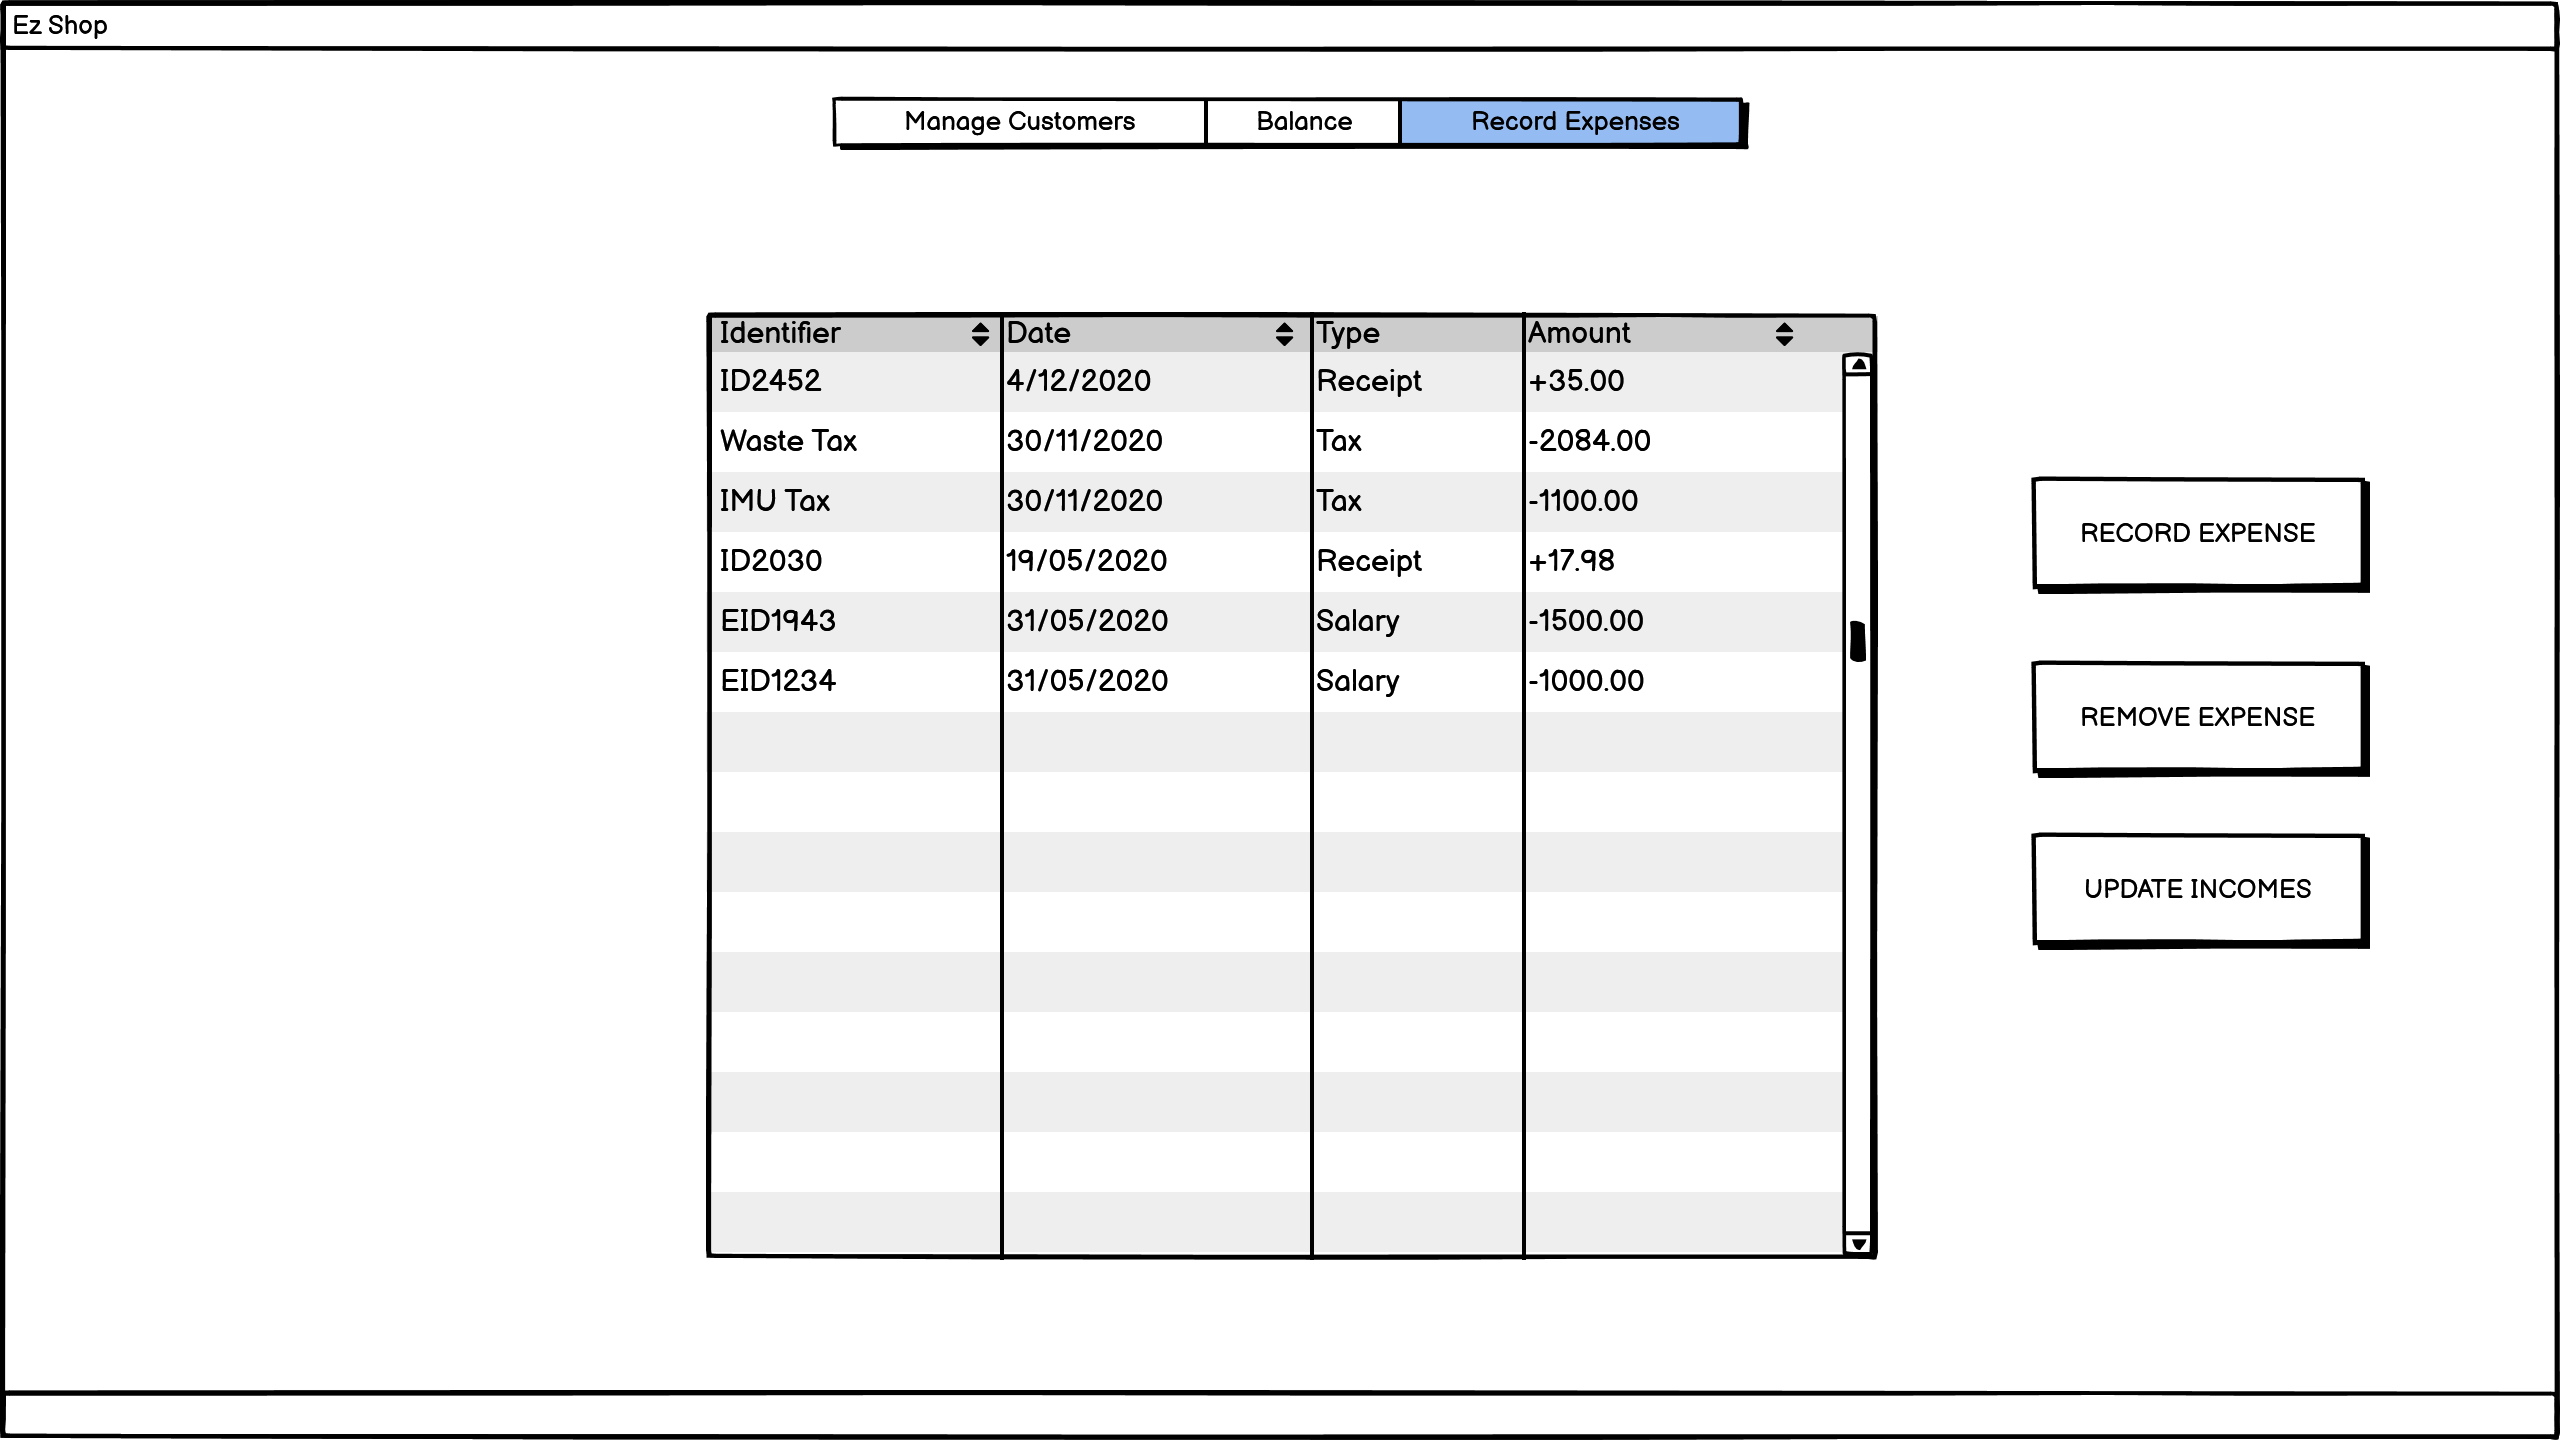 Ez Shop
Manage Customers Balance Record Expenses
Identifier Date Type Amount
ID2452 4/12/2020 Receipt +35.00
Waste Tax 30/11/2020 Tax -2084.00
IMU Tax 30/11/2020 Tax -1100.00
ID2030 19/05/2020 Receipt +17.98
EID1943 31/05/2020 Salary -1500.00
EID1234 31/05/2020 Salary -1000.00
RECORD EXPENSE
REMOVE EXPENSE
UPDATE INCOMES